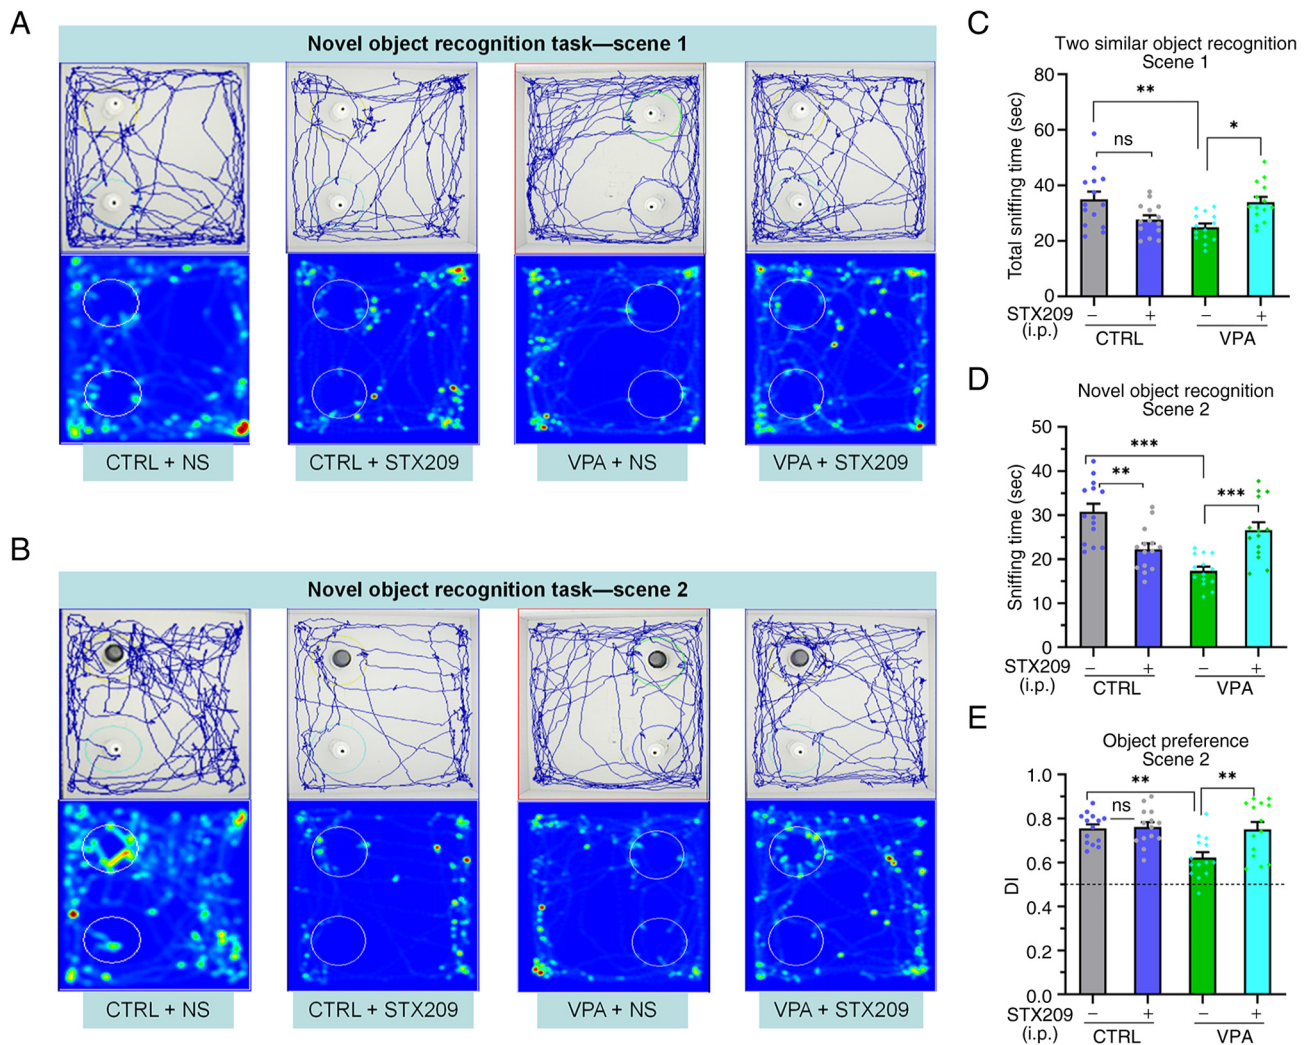 A
Novel object recognition task—scene 1
CTRL + NS
CTRL + STX209
VPA + NS
VPA + STX209
B
Novel object recognition task—scene 2
CTRL + NS
CTRL + STX209
VPA + NS
VPA + STX209
C
Two similar object recognition
Scene 1
Total sniffing time (sec)
80
60
40
20
0
**
ns
*
STX209
(i.p.)
− + − +
CTRL VPA
D
Novel object recognition
Scene 2
Sniffing time (sec)
50
40
30
20
10
0
***
**
***
STX209
(i.p.)
− + − +
CTRL VPA
E
Object preference
Scene 2
DI
1.0
0.8
0.6
0.4
0.2
0.0
**
ns
**
STX209
(i.p.)
− + − +
CTRL VPA